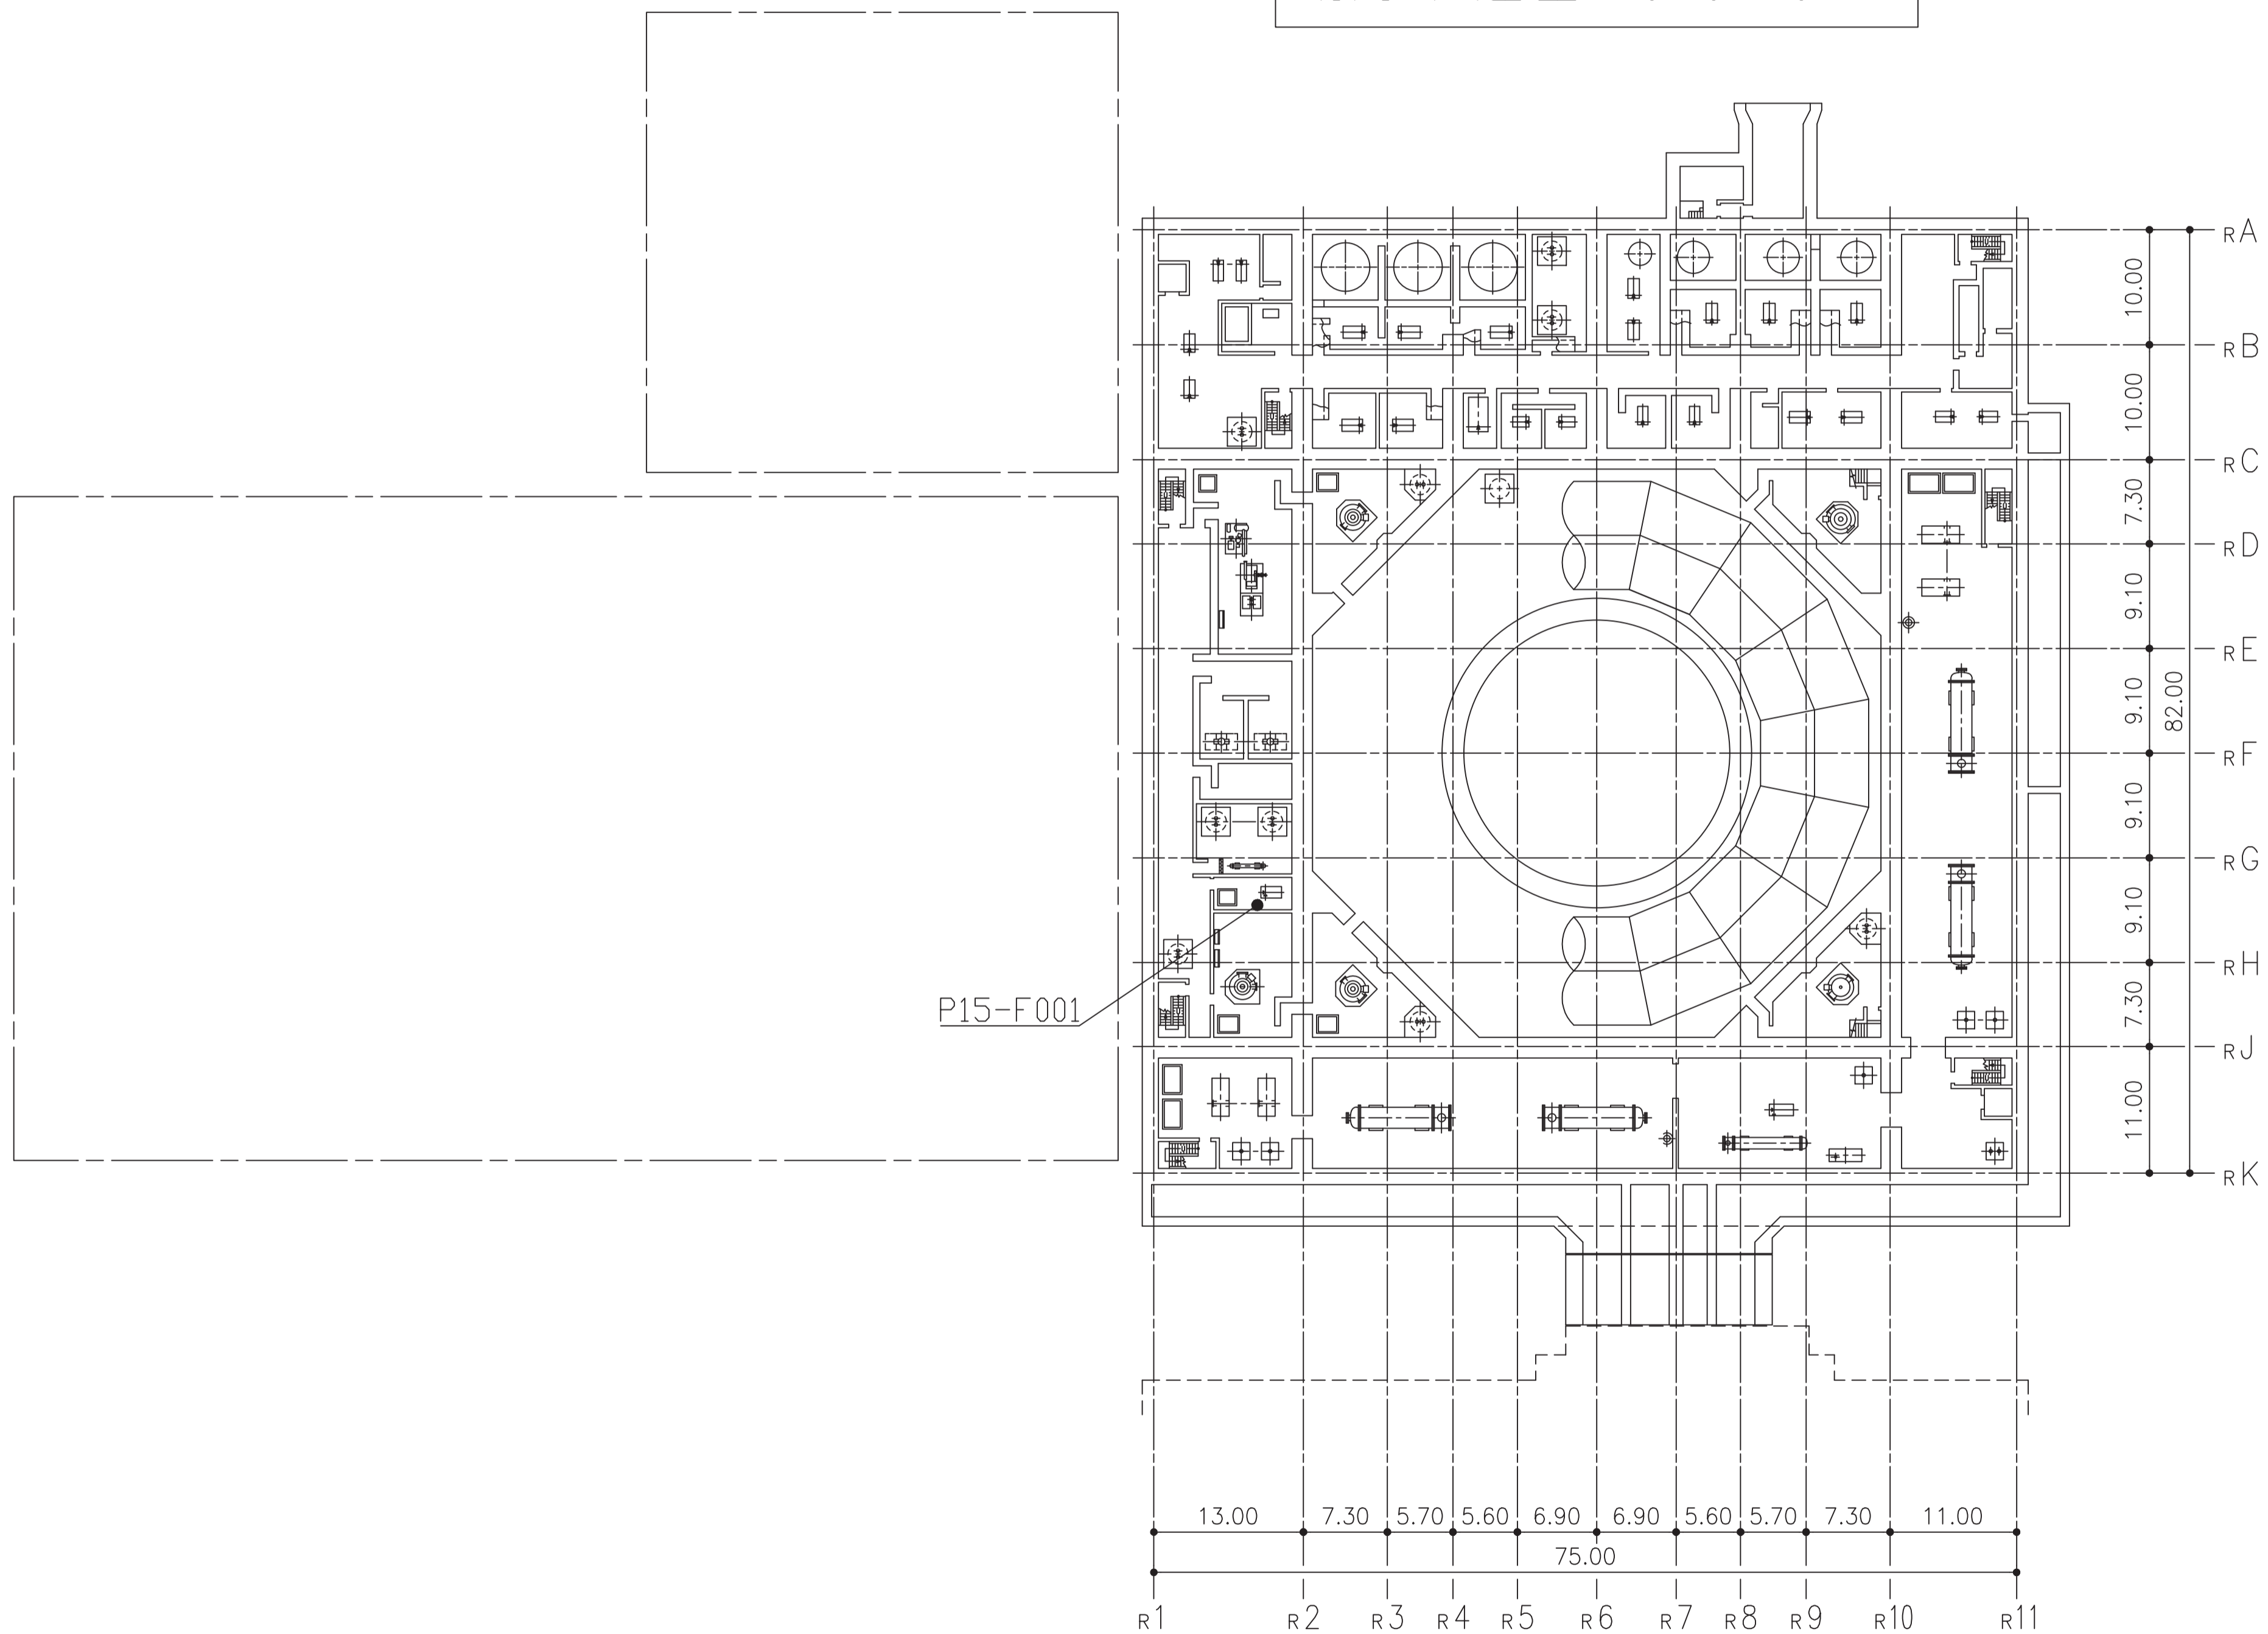 RA
10.00
RB
10.00
RC
7.30
RD
9.10
RE
9.10
82.00
RF
9.10
RG
9.10
P15-F001
RH
7.30
RJ
11.00
RK
13.00 7.30 5.70 5.60 6.90 6.90 5.60 5.70 7.30 11.00
75.00
R1 R2 R3 R4 R5 R6 R7 R8 R9 R10 R11